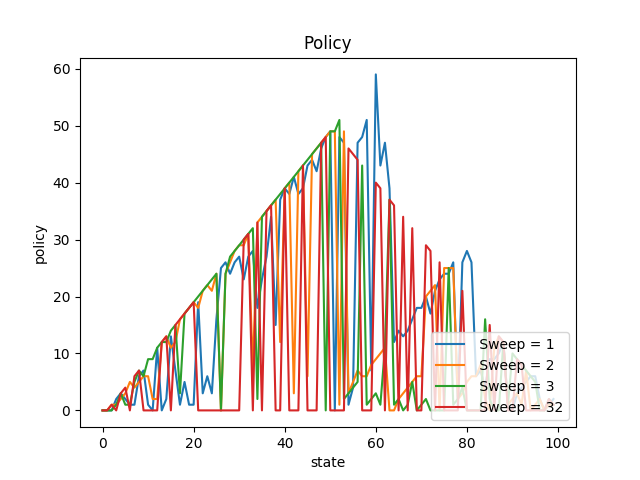 Policy
60
50
40
30
20
10
0
policy
Sweep = 1
Sweep = 2
Sweep = 3
Sweep = 32
0 20 40 60 80 100
state